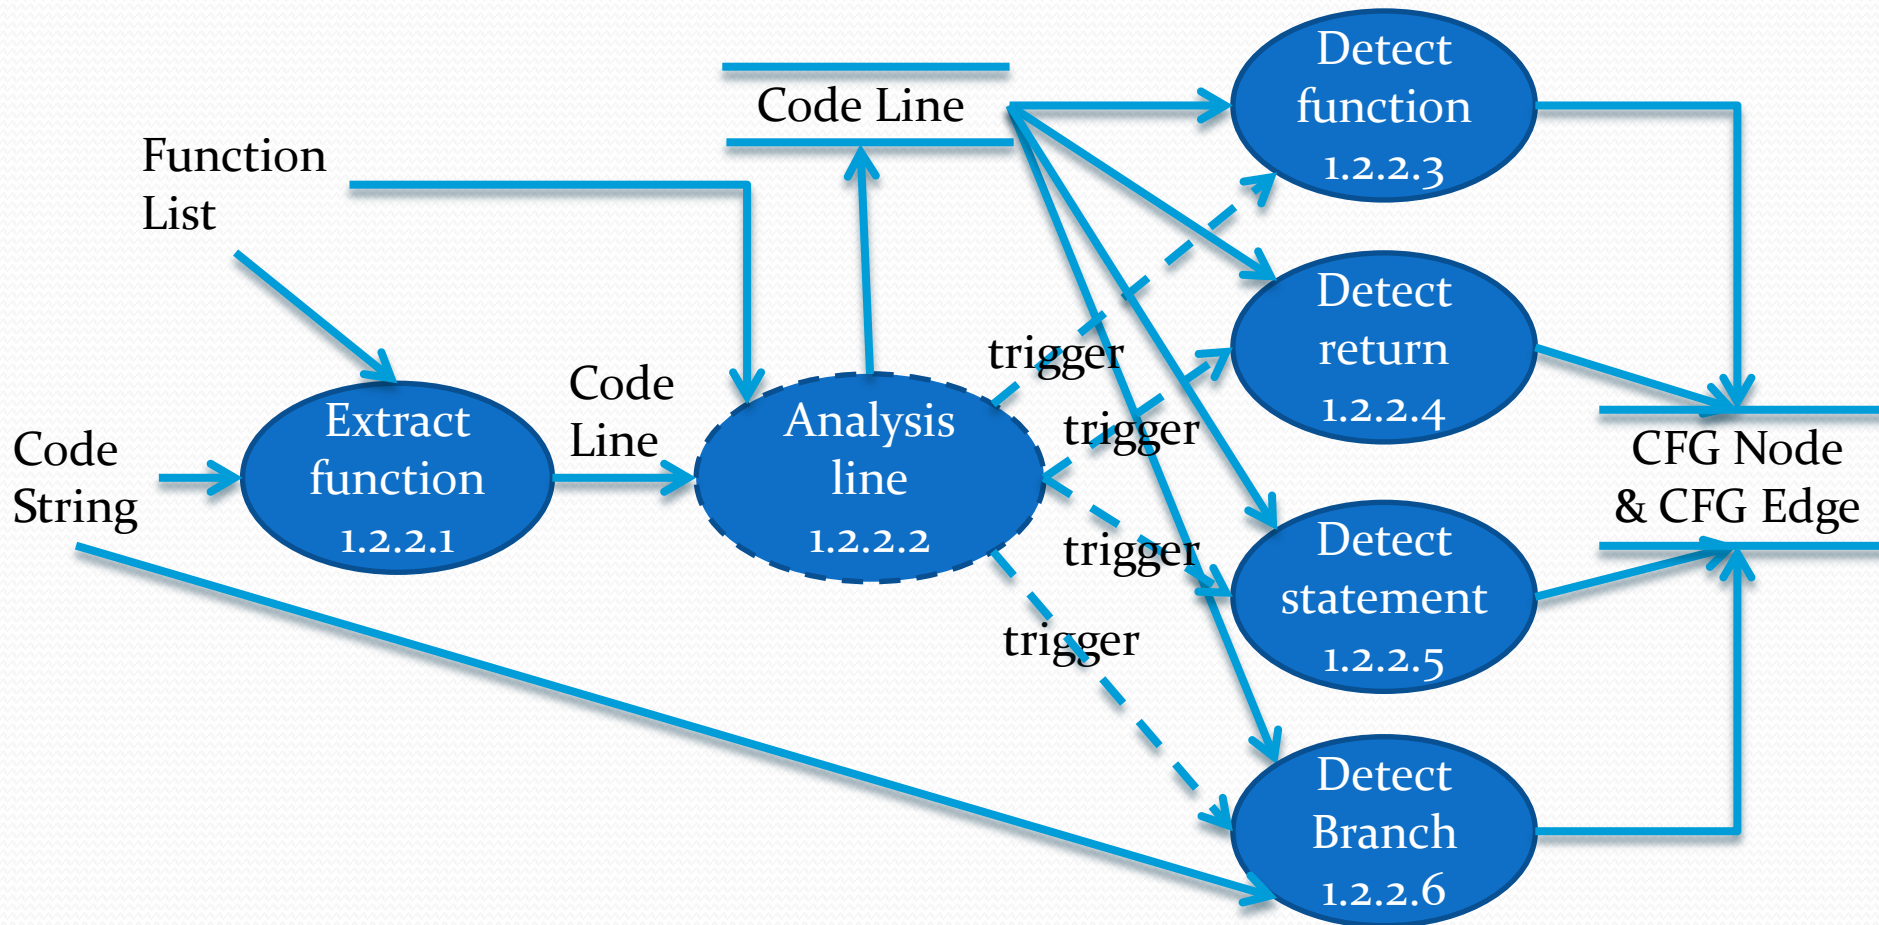 Code Line
Function
List
Code
String
Extract
function
1.2.2.1
Code
Line
Analysis
line
1.2.2.2
trigger
trigger
trigger
trigger
Detect
function
1.2.2.3
Detect
return
1.2.2.4
Detect
statement
1.2.2.5
Detect
Branch
1.2.2.6
CFG Node
& CFG Edge